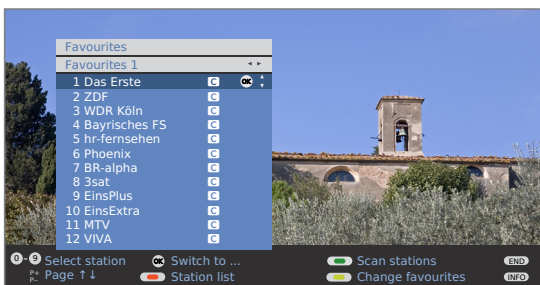 Favourites
Favourites 1
1 Das Erste C OK
2 ZDF C
3 WDR Köln C
4 Bayrisches FS C
5 hr-fernsehen C
6 Phoenix C
7 BR-alpha C
8 3sat C
9 EinsPlus C
10 EinsExtra C
11 MTV C
12 VIVA C
0-9 Select station OK Switch to ... Scan stations END
P+ P- Page ↑↓ Station list Change favourites INFO